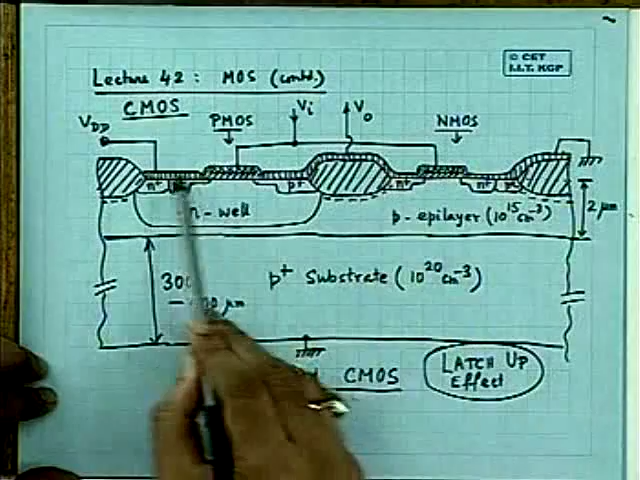 © CET
I.I.T. KGP
Lecture 42 : MOS (contd.)
CMOS
VDD
PMOS
Vi
Vo
NMOS
n+
p+
n+
n+
n-well
p-epilayer (10^15 cm^-3)
2 μm
p+ Substrate (10^20 cm^-3)
μm
CMOS
LATCH UP
Effect